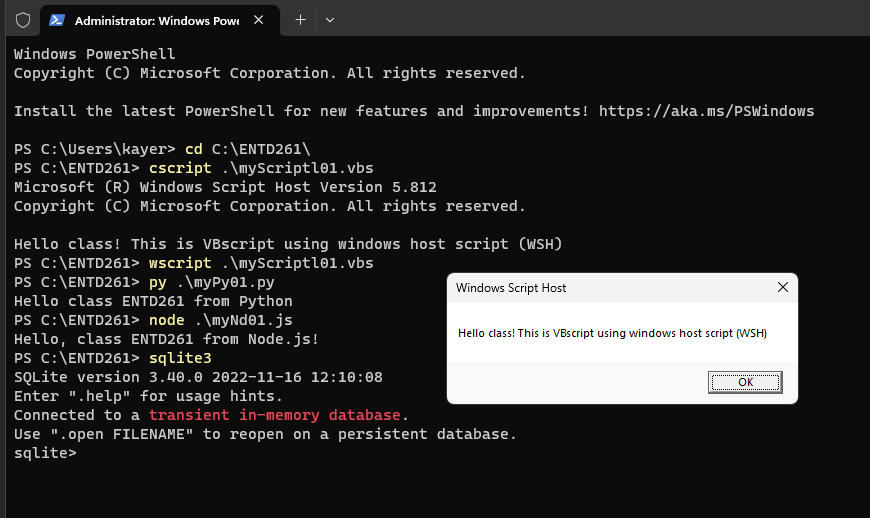 Administrator: Windows Powe
Windows PowerShell
Copyright (C) Microsoft Corporation. All rights reserved.
Install the latest PowerShell for new features and improvements! https://aka.ms/PSWindows
PS C:\Users\kayer> cd C:\ENTD261\
PS C:\ENTD261> cscript .\myScriptl01.vbs
Microsoft (R) Windows Script Host Version 5.812
Copyright (C) Microsoft Corporation. All rights reserved.
Hello class! This is VBscript using windows host script (WSH)
PS C:\ENTD261> wscript .\myScriptl01.vbs
PS C:\ENTD261> py .\myPy01.py
Hello class ENTD261 from Python
PS C:\ENTD261> node .\myNd01.js
Hello, class ENTD261 from Node.js!
PS C:\ENTD261> sqlite3
SQLite version 3.40.0 2022-11-16 12:10:08
Enter ".help" for usage hints.
Connected to a transient in-memory database.
Use ".open FILENAME" to reopen on a persistent database.
sqlite>
Windows Script Host
Hello class! This is VBscript using windows host script (WSH)
OK